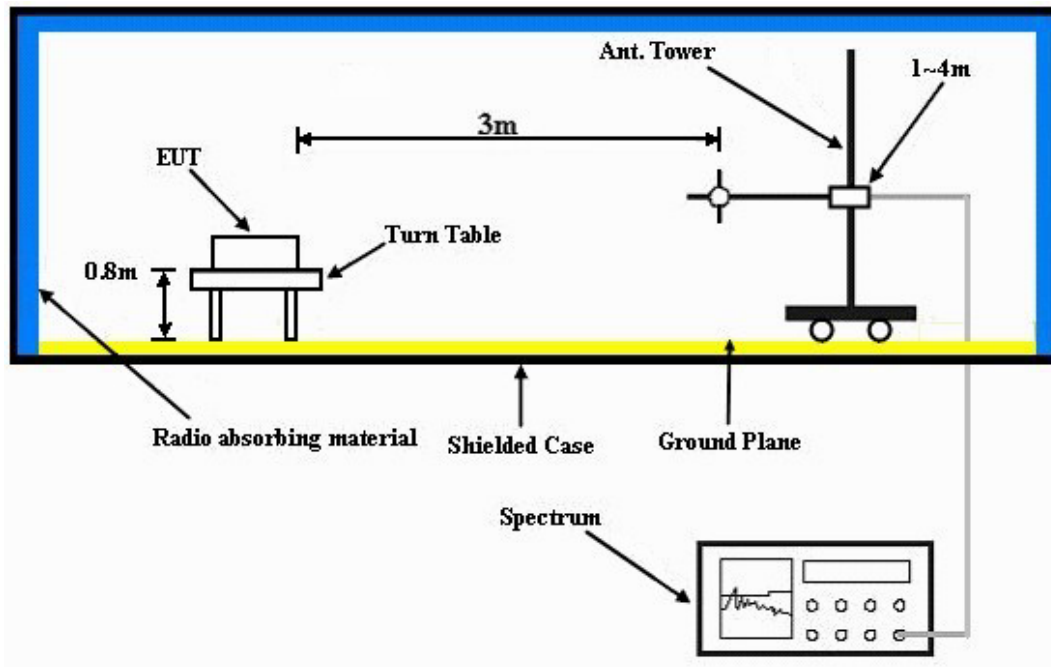 Ant. Tower
1~4m
3m
EUT
Turn Table
0.8m
Radio absorbing material
Shielded Case
Ground Plane
Spectrum